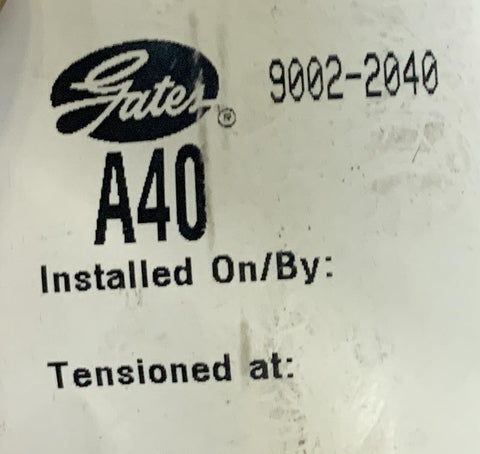 Gates® 9002-2040
A40
Installed On/By:
Tensioned at: